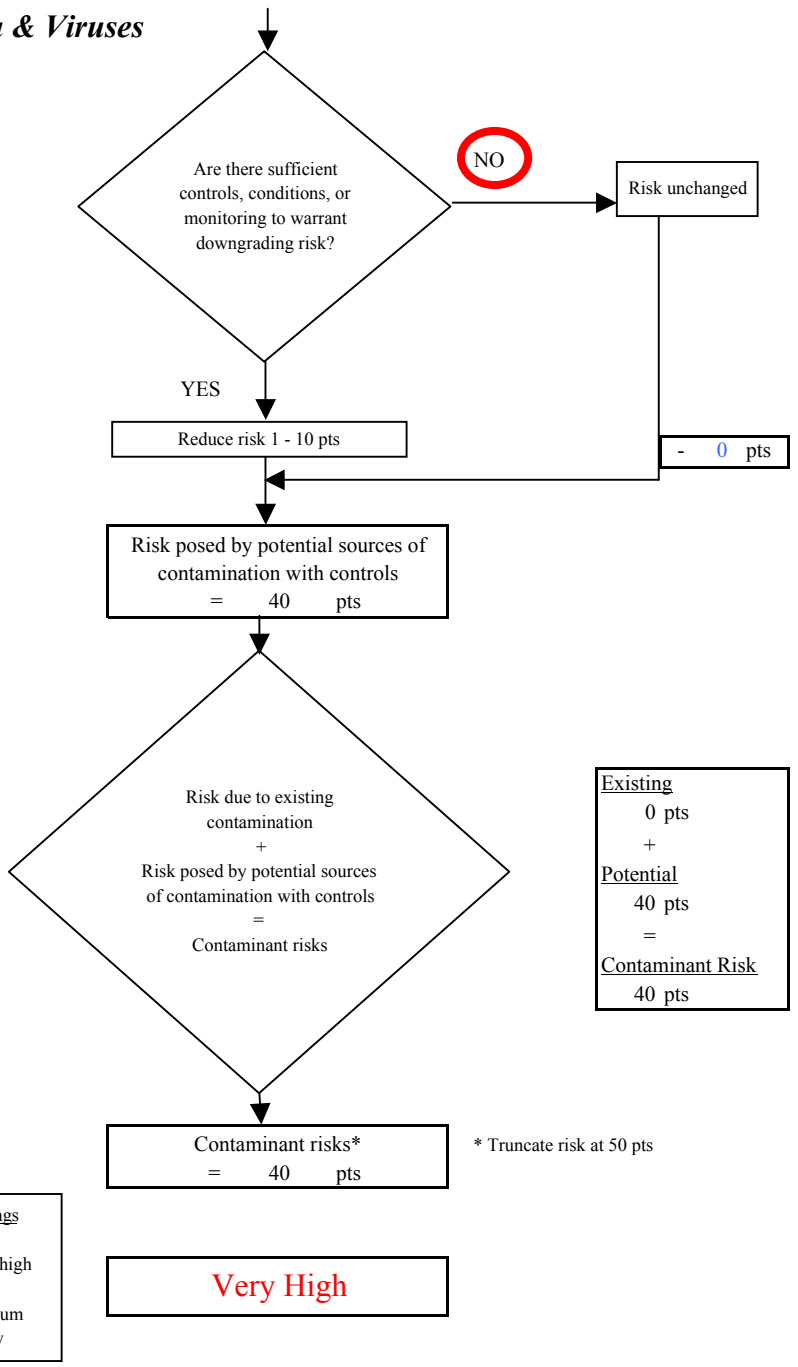 & Viruses
Are there sufficient
controls, conditions, or
monitoring to warrant
downgrading risk?
NO
Risk unchanged
YES
Reduce risk 1 - 10 pts
- 0 pts
Risk posed by potential sources of
contamination with controls
= 40 pts
Risk due to existing
contamination
+
Risk posed by potential sources
of contamination with controls
=
Contaminant risks
Existing
0 pts
+
Potential
40 pts
=
Contaminant Risk
40 pts
Contaminant risks*
= 40 pts
* Truncate risk at 50 pts
high
Very High